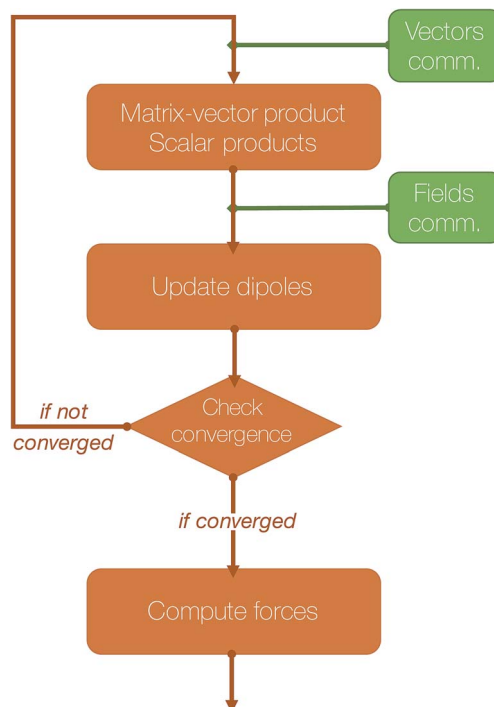 Vectors
comm.
Matrix-vector product
Scalar products
Fields
comm.
Update dipoles
Check
convergence
if not
converged
if converged
Compute forces